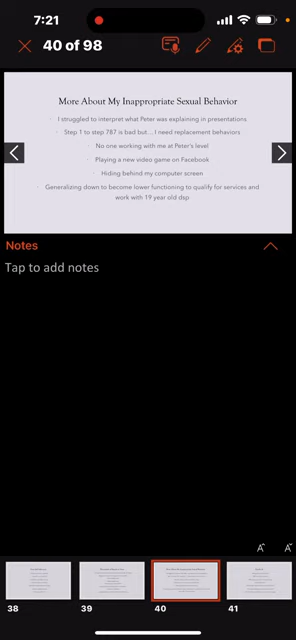 7:21
40 of 98
More About My Inappropriate Sexual Behavior
I struggled to interpret what Peter was explaining in presentations
Step 1 to step 787 is bad but… I need replacement behaviors
No one working with me at Peter's level
Playing a new video game on Facebook
Hiding behind my computer screen
Generalizing down to become lower functioning to qualify for services and
work with 19 year old dsp
Notes
Tap to add notes
A A
38 39 40 41